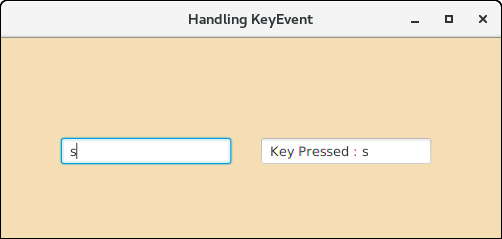 Handling KeyEvent
s
Key Pressed : s